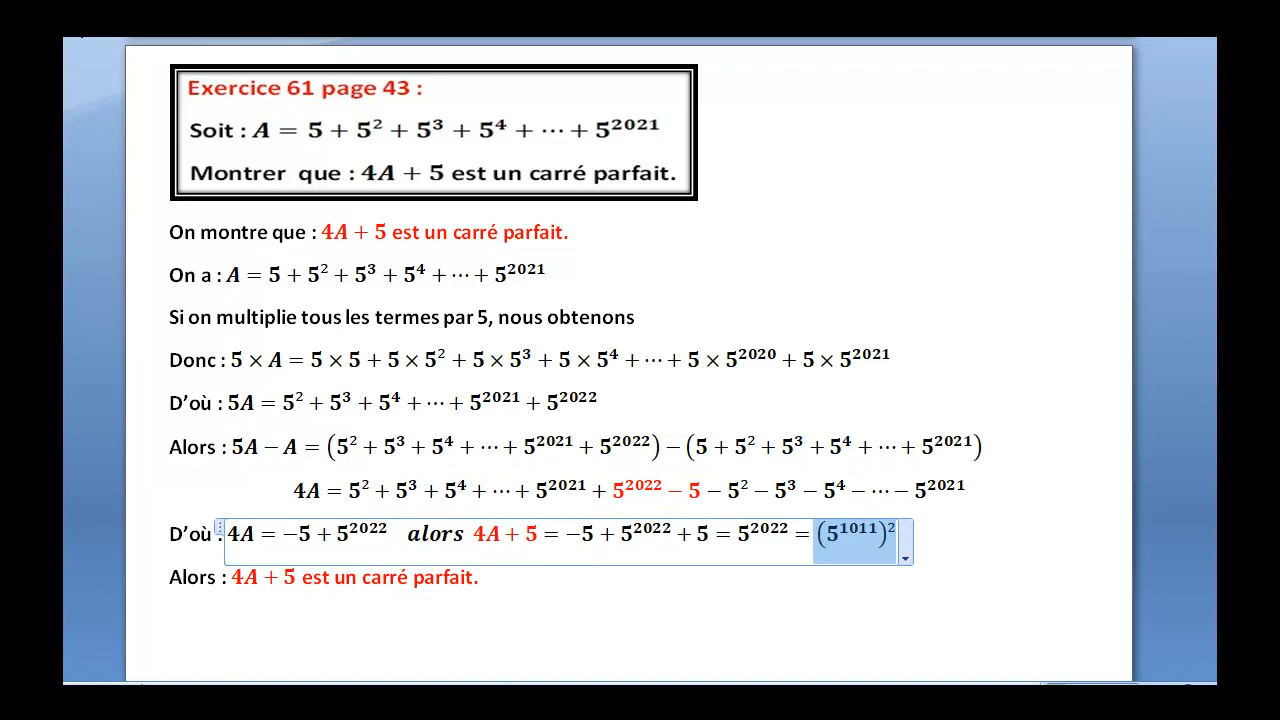 Exercice 61 page 43 :
Soit : A = 5 + 5² + 5³ + 5⁴ + ⋯ + 5²⁰²¹
Montrer que : 4A + 5 est un carré parfait.
On montre que : 4A + 5 est un carré parfait.
On a : A = 5 + 5² + 5³ + 5⁴ + ⋯ + 5²⁰²¹
Si on multiplie tous les termes par 5, nous obtenons
Donc : 5 × A = 5 × 5 + 5 × 5² + 5 × 5³ + 5 × 5⁴ + ⋯ + 5 × 5²⁰²⁰ + 5 × 5²⁰²¹
D’où : 5A = 5² + 5³ + 5⁴ + ⋯ + 5²⁰²¹ + 5²⁰²²
Alors : 5A − A = (5² + 5³ + 5⁴ + ⋯ + 5²⁰²¹ + 5²⁰²²) − (5 + 5² + 5³ + 5⁴ + ⋯ + 5²⁰²¹)
4A = 5² + 5³ + 5⁴ + ⋯ + 5²⁰²¹ + 5²⁰²² − 5 − 5² − 5³ − 5⁴ − ⋯ − 5²⁰²¹
D’où : 4A = −5 + 5²⁰²² alors 4A + 5 = −5 + 5²⁰²² + 5 = 5²⁰²² = (5¹⁰¹¹)²
Alors : 4A + 5 est un carré parfait.